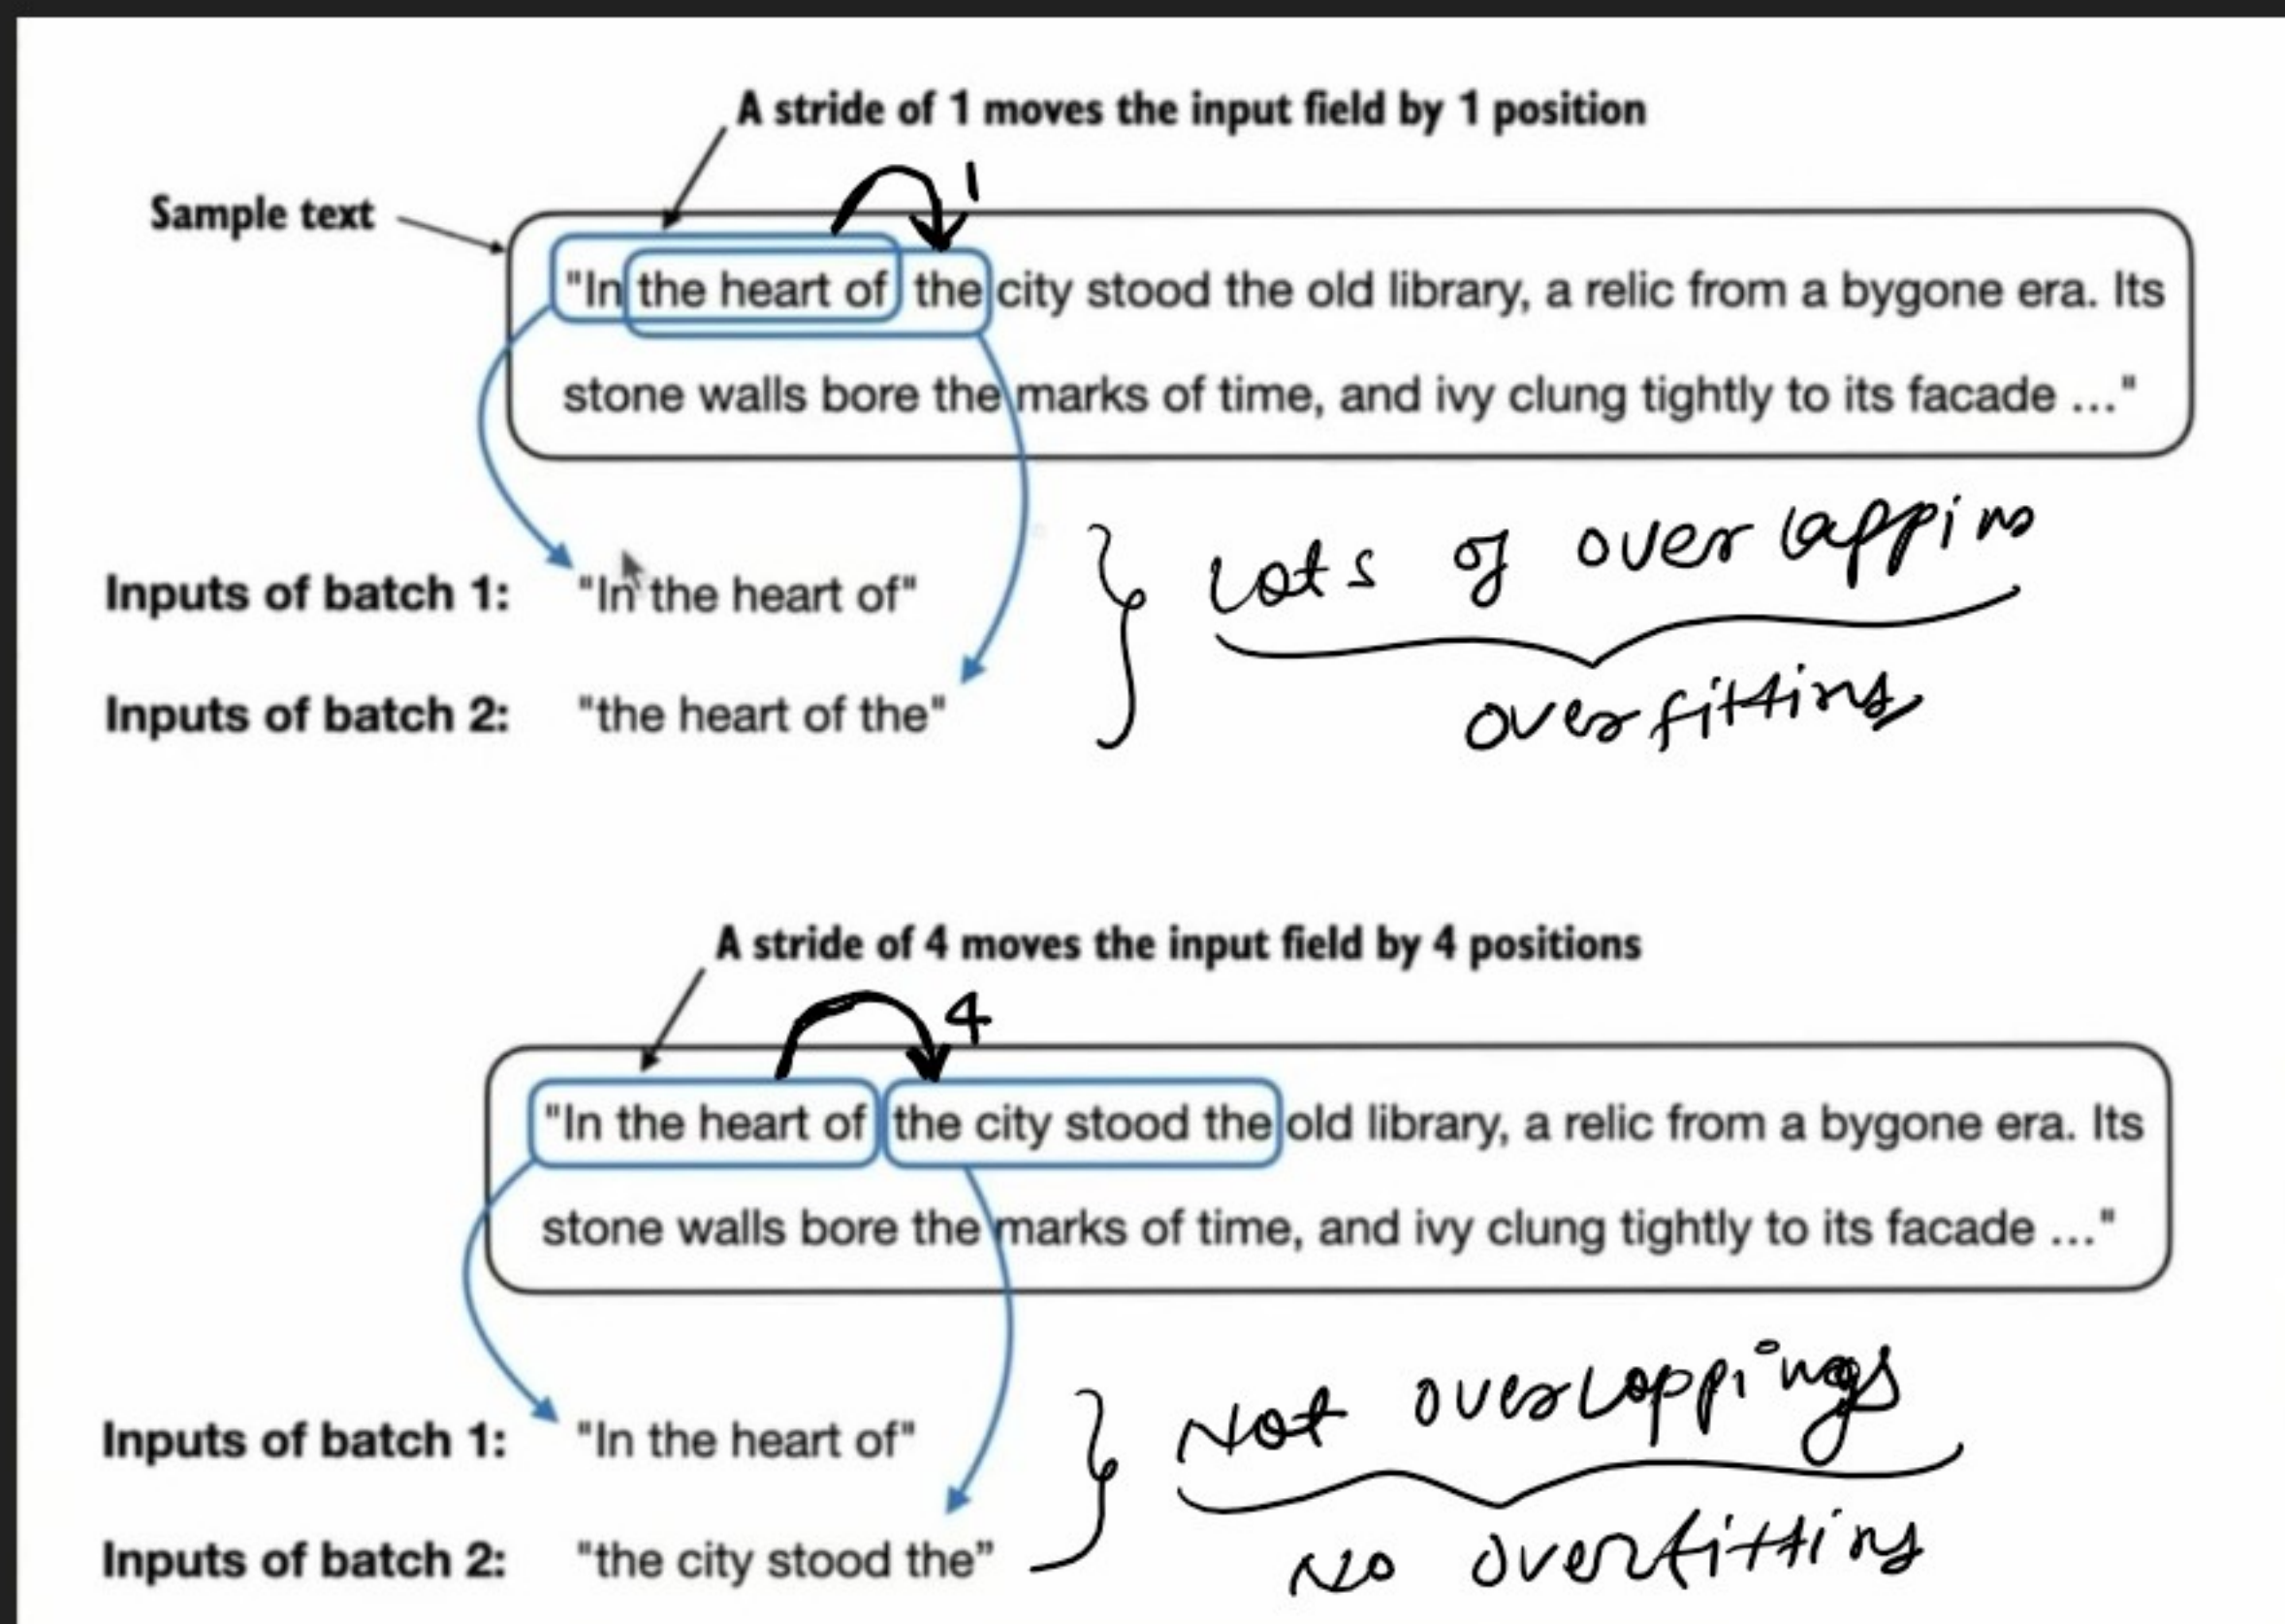 A stride of 1 moves the input field by 1 position
1
Sample text
"In the heart of the city stood the old library, a relic from a bygone era. Its
stone walls bore the marks of time, and ivy clung tightly to its facade ..."
Inputs of batch 1: "In the heart of"
Inputs of batch 2: "the heart of the"
Lots of over lapping
overfitting
A stride of 4 moves the input field by 4 positions
4
"In the heart of the city stood the old library, a relic from a bygone era. Its
stone walls bore the marks of time, and ivy clung tightly to its facade ..."
Inputs of batch 1: "In the heart of"
Inputs of batch 2: "the city stood the”
Not overlappings
No overfitting